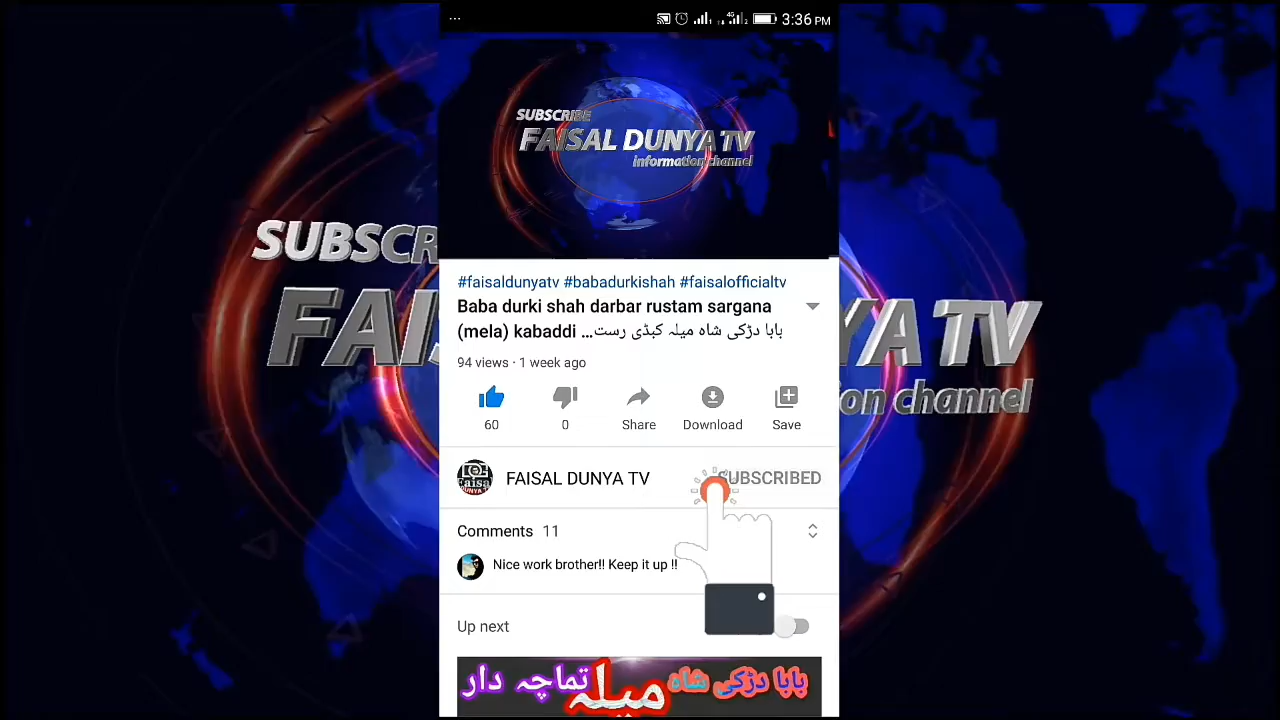 ... 3:36 PM
SUBSCRIBE
FAISAL DUNYA TV
information channel
SUBSCR
FAI YA TV
on channel
#faisaldunyatv #babadurkishah #faisalofficialtv
Baba durki shah darbar rustam sargana
(mela) kabaddi ...بابا دڑکی شاہ میلہ کبڈی رست
94 views · 1 week ago
60 0 Share Download Save
FAISAL DUNYA TV SUBSCRIBED
Comments 11
Nice work brother!! Keep it up !!
Up next
بابا دڑکی شاہ میلہ تماچہ دار